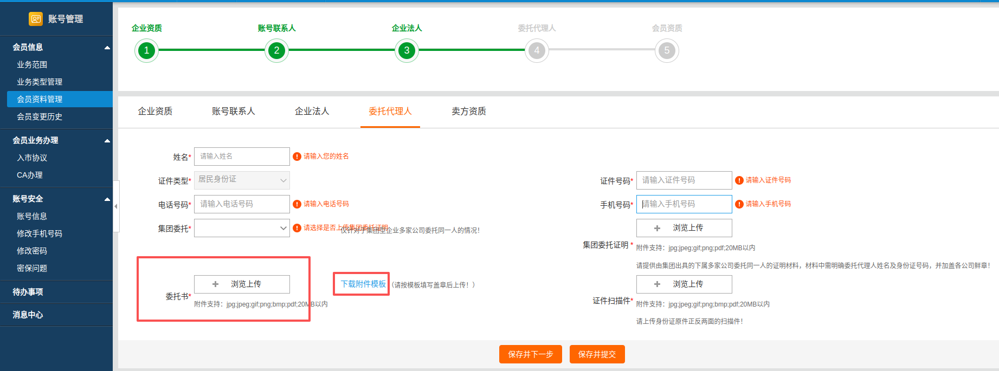 账号管理
会员信息
业务范围
业务类型管理
会员资料管理
会员变更历史
会员业务办理
入市协议
CA办理
账号安全
账号信息
修改手机号码
修改密码
密保问题
待办事项
消息中心
企业资质 账号联系人 企业法人 委托代理人 会员资质
1 2 3 4 5
企业资质 账号联系人 企业法人 委托代理人 卖方资质
姓名* 请输入姓名 请输入您的姓名
证件类型* 居民身份证 证件号码* 请输入证件号码 请输入证件号码
电话号码* 请输入电话号码 请输入电话号码 手机号码* 请输入手机号码 请输入手机号码
集团委托* 请选择是否上传集团委托证明 仅针对于集团型企业多家公司委托同一人的情况！
集团委托证明 * 浏览上传
附件支持：jpg;jpeg;gif;png;pdf;20MB以内
请提供由集团出具的下属多家公司委托同一人的证明材料，材料中需明确委托代理人姓名及身份证号码，并加盖各公司鲜章！
委托书* 浏览上传 下载附件模板（请按模板填写盖章后上传！）
附件支持：jpg;jpeg;gif;png;bmp;pdf;20MB以内
证件扫描件* 浏览上传
附件支持：jpg;jpeg;gif;png;bmp;pdf;20MB以内
请上传身份证原件正反两面的扫描件！
保存并下一步 保存并提交